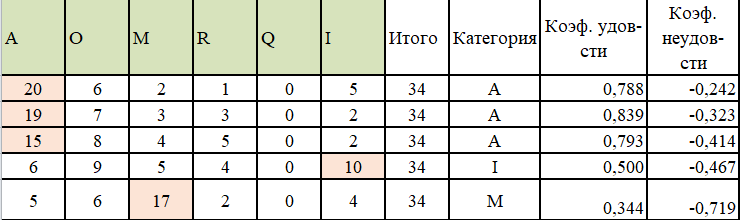 A O M R Q I Итого Категория Коэф. удов-сти Коэф. неудов-сти
20 6 2 1 0 5 34 A 0,788 -0,242
19 7 3 3 0 2 34 A 0,839 -0,323
15 8 4 5 0 2 34 A 0,793 -0,414
6 9 5 4 0 10 34 I 0,500 -0,467
5 6 17 2 0 4 34 M 0,344 -0,719